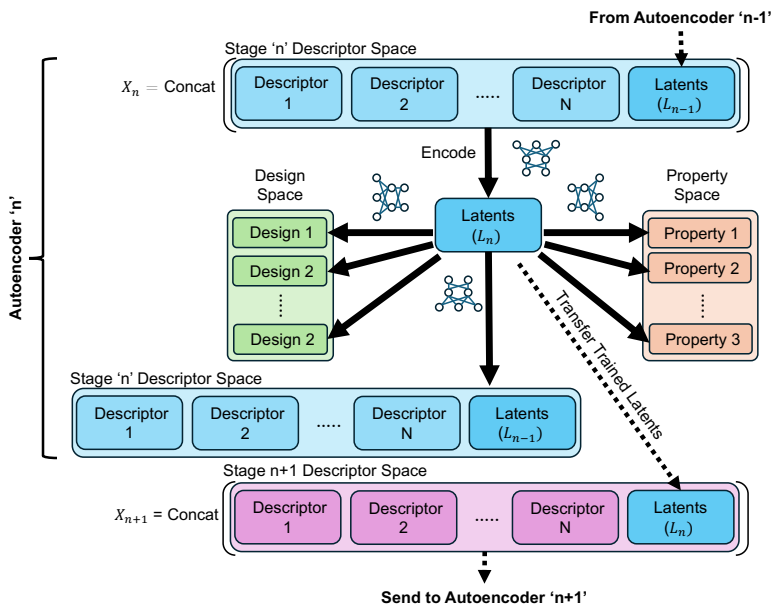 From Autoencoder ‘n-1’
Stage ‘n’ Descriptor Space
X_n = Concat
Descriptor
1
Descriptor
2
.....
Descriptor
N
Latents
(L_{n-1})
Encode
Design
Space
Property
Space
Latents
(L_n)
Design 1
Design 2
.....
Design 2
Property 1
Property 2
.....
Property 3
Autoencoder ‘n’
Transfer Trained Latents
Stage ‘n’ Descriptor Space
Descriptor
1
Descriptor
2
.....
Descriptor
N
Latents
(L_{n-1})
Stage n+1 Descriptor Space
X_{n+1} = Concat
Descriptor
1
Descriptor
2
.....
Descriptor
N
Latents
(L_n)
Send to Autoencoder ‘n+1’